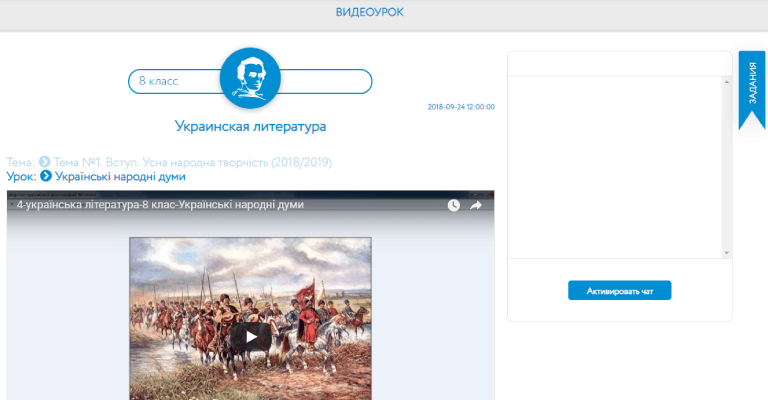 ВИДЕОУРОК
8 класс
2018-09-24 12:00:00
Украинская литература
Тема: Тема №1. Вступ. Усна народна творчість (2018/2019)
Урок: Українські народні думи
4-українська література-8 клас-Українські народні думи
Активировать чат
ЗАДАНИЯ